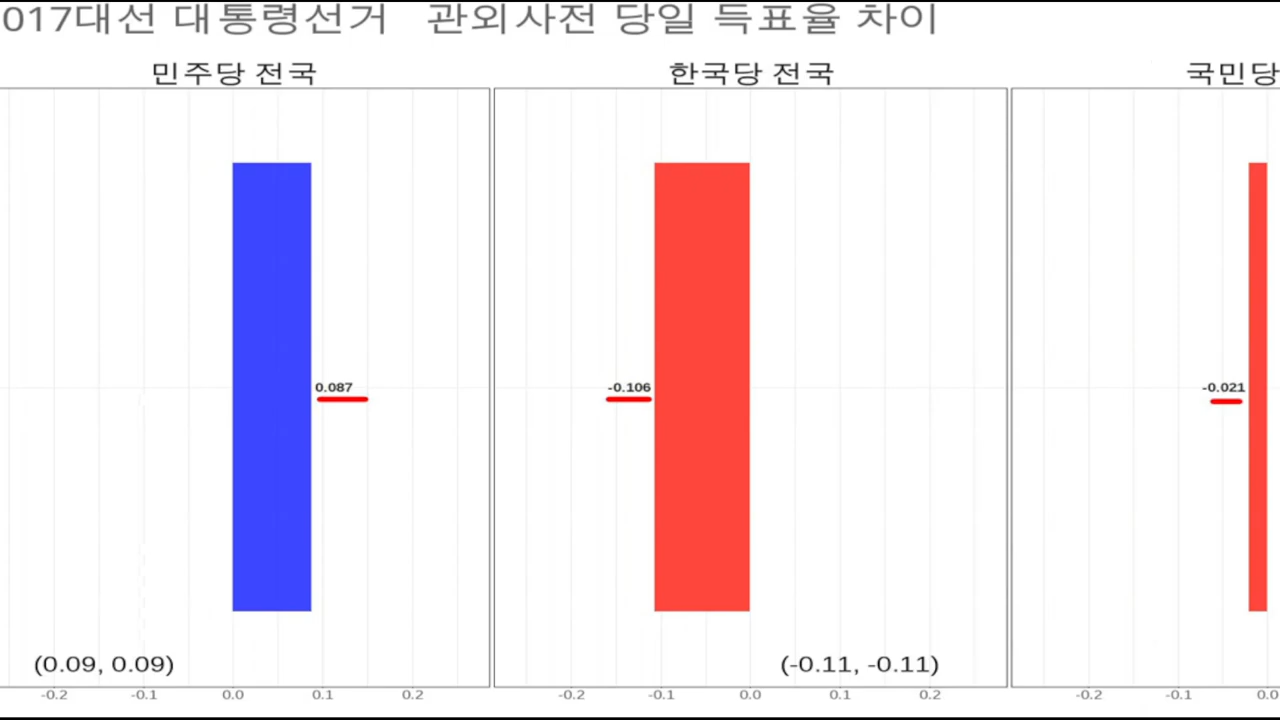 017대선 대통령선거 관외사전 당일 득표율 차이
민주당 전국 한국당 전국 국민당
0.087 -0.106 -0.021
(0.09, 0.09) (-0.11, -0.11)
-0.2 -0.1 0.0 0.1 0.2 -0.2 -0.1 0.0 0.1 0.2 -0.2 -0.1 0.0